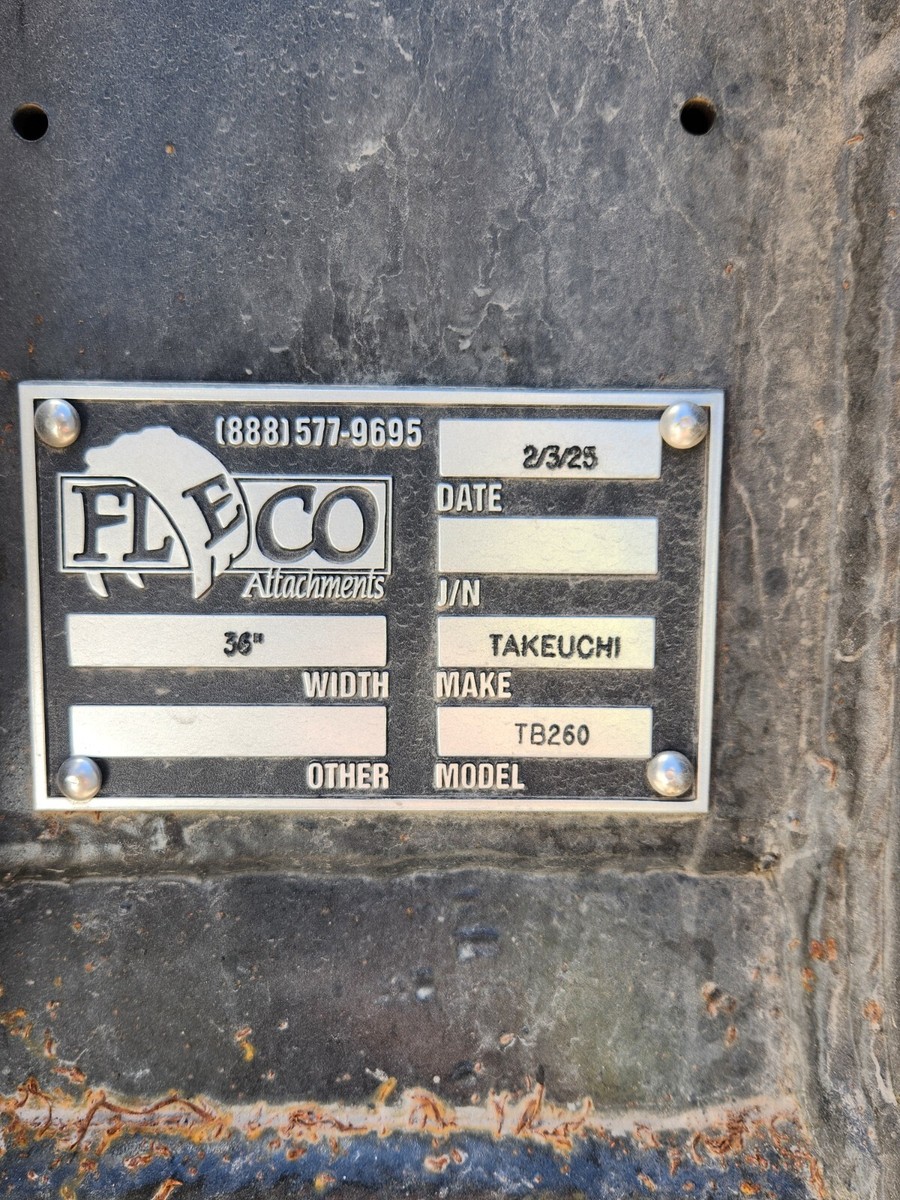 (888) 577-9695
FLECO
Attachments
36"
WIDTH
OTHER
2/3/25
DATE
J/N
TAKEUCHI
MAKE
TB260
MODEL